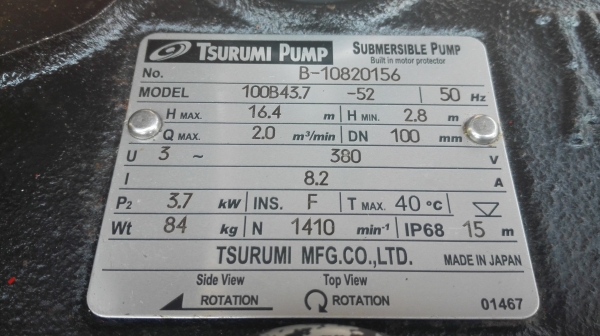 TSURUMI PUMP SUBMERSIBLE PUMP
Built in motor protector
No. B-10820156
MODEL 100B43.7 -52 50 Hz
H MAX. 16.4 m H MIN. 2.8 m
Q MAX. 2.0 m³/min DN 100 mm
U 3 ~ 380 V
I 8.2 A
P2 3.7 kW INS. F T MAX. 40 °C
Wt 84 kg N 1410 min-¹ IP68 15 m
TSURUMI MFG.CO.,LTD. MADE IN JAPAN
Side View Top View
ROTATION ROTATION 01467